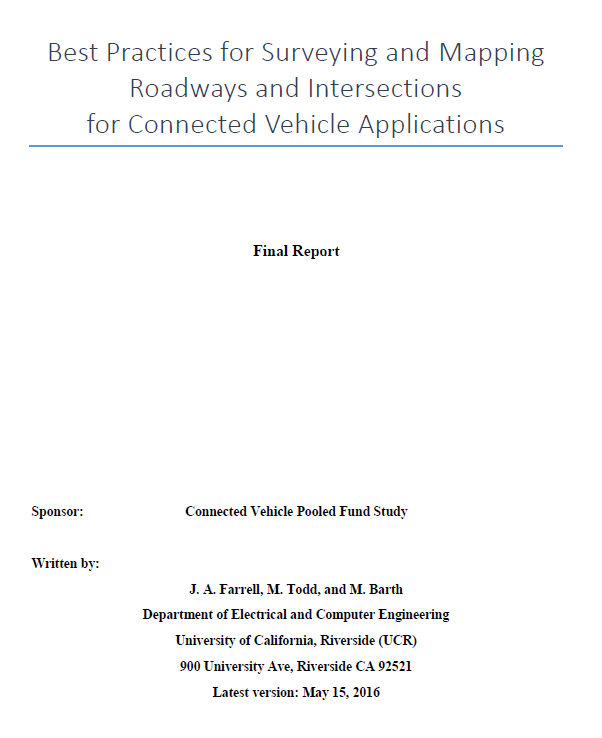 Best Practices for Surveying and Mapping
Roadways and Intersections
for Connected Vehicle Applications
Final Report
Sponsor: Connected Vehicle Pooled Fund Study
Written by:
J. A. Farrell, M. Todd, and M. Barth
Department of Electrical and Computer Engineering
University of California, Riverside (UCR)
900 University Ave, Riverside CA 92521
Latest version: May 15, 2016